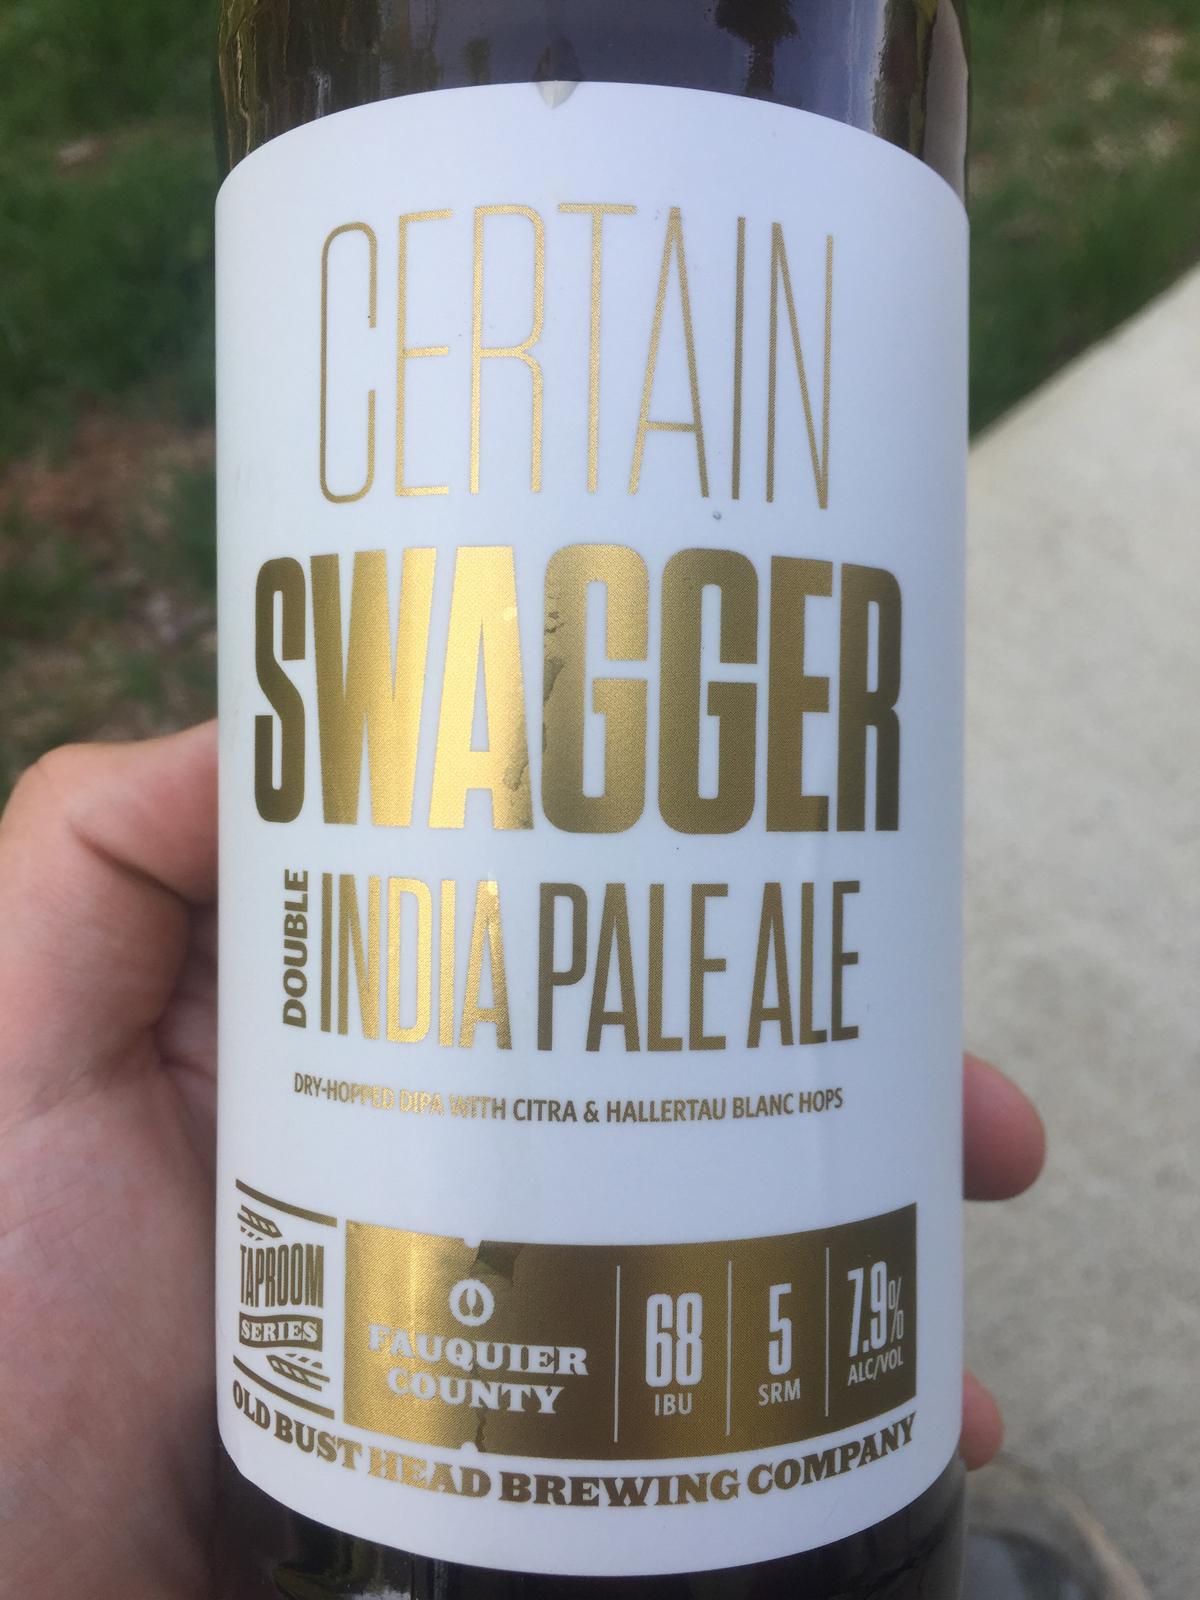 CERTAIN
SWAGGER
DOUBLE
INDIA PALE ALE
DRY-HOPPED DIPA WITH CITRA & HALLERTAU BLANC HOPS
TAPROOM
SERIES
FAUQUIER
COUNTY
68
IBU
5
SRM
7.9%
ALC/VOL
OLD BUST HEAD BREWING COMPANY